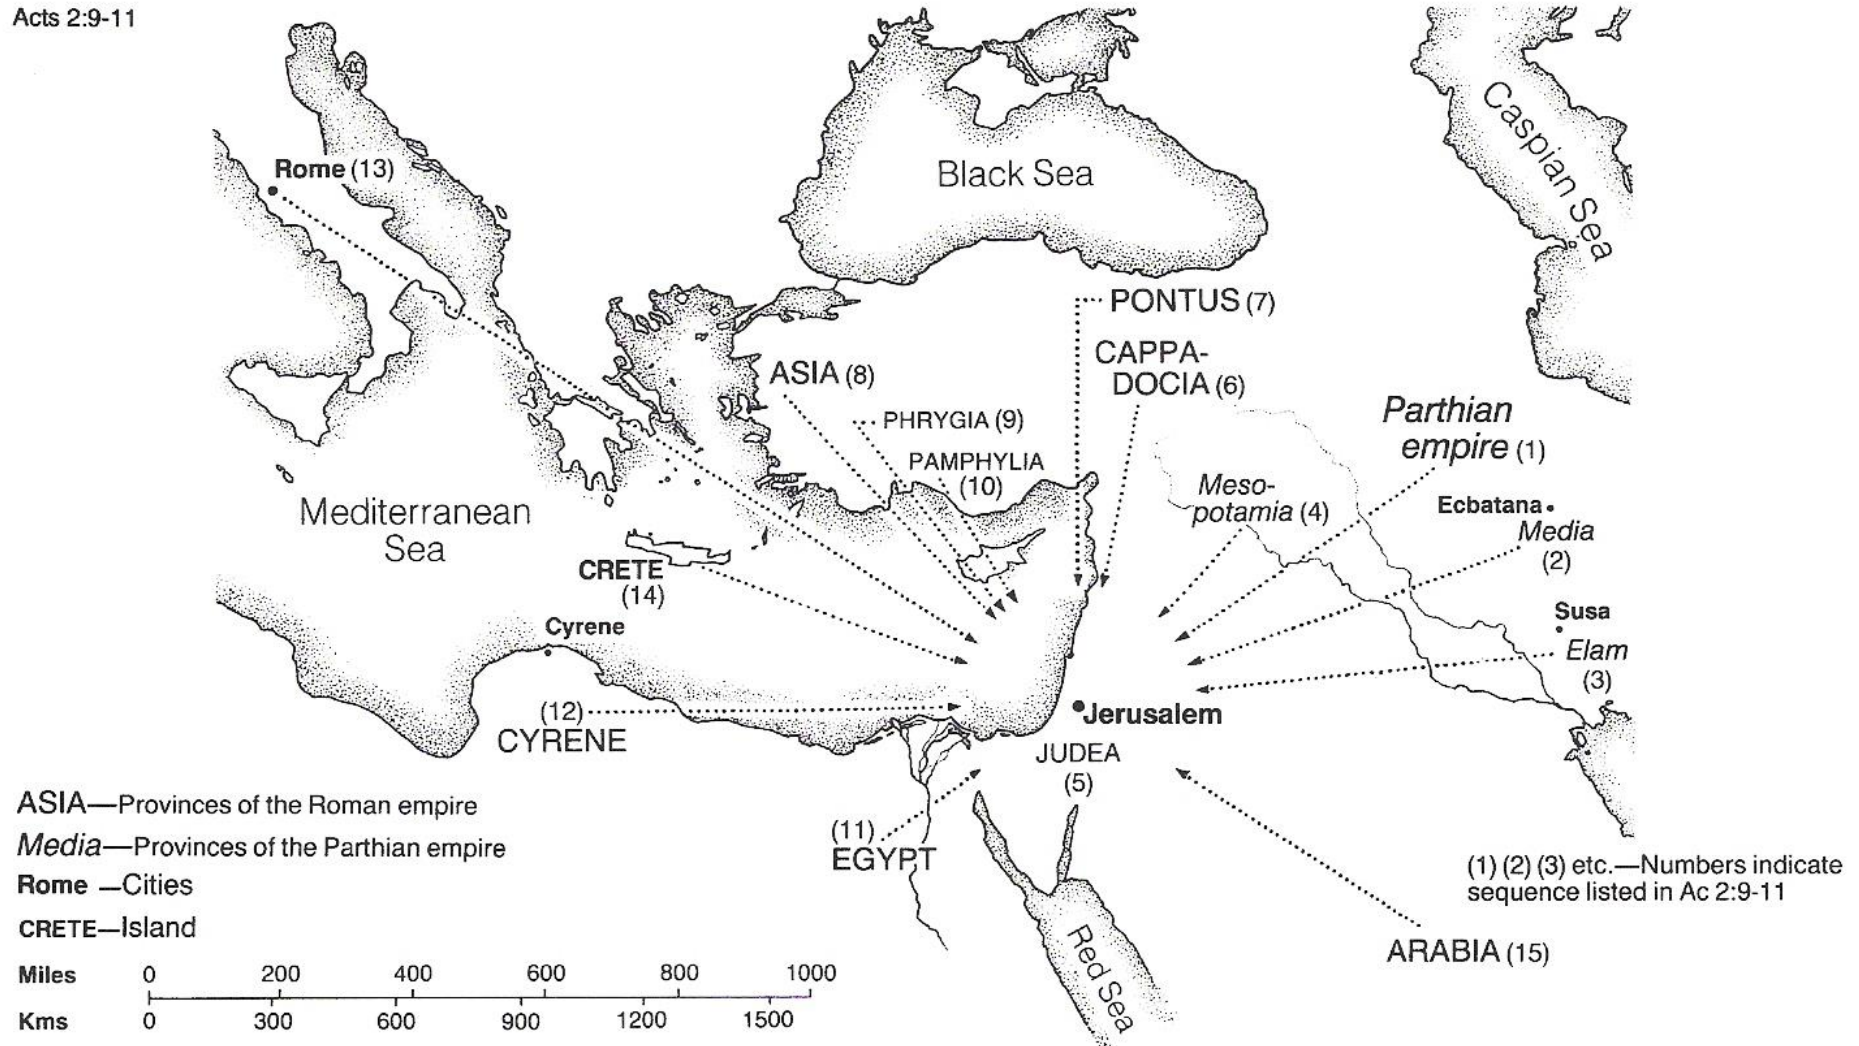 Acts 2:9-11
Rome (13)
Black Sea
Caspian Sea
PONTUS (7)
CAPPA-
DOCIA (6)
ASIA (8)
PHRYGIA (9)
PAMPHYLIA
(10)
Parthian
empire (1)
Meso-
potamia (4)
Ecbatana
Media
(2)
Mediterranean
Sea
CRETE
(14)
Susa
Elam
(3)
Cyrene
(12)
CYRENE
Jerusalem
JUDEA
(5)
(11)
EGYPT
Red Sea
ARABIA (15)
ASIA—Provinces of the Roman empire
Media—Provinces of the Parthian empire
Rome —Cities
CRETE—Island
(1) (2) (3) etc.—Numbers indicate
sequence listed in Ac 2:9-11
Miles 0 200 400 600 800 1000
Kms 0 300 600 900 1200 1500